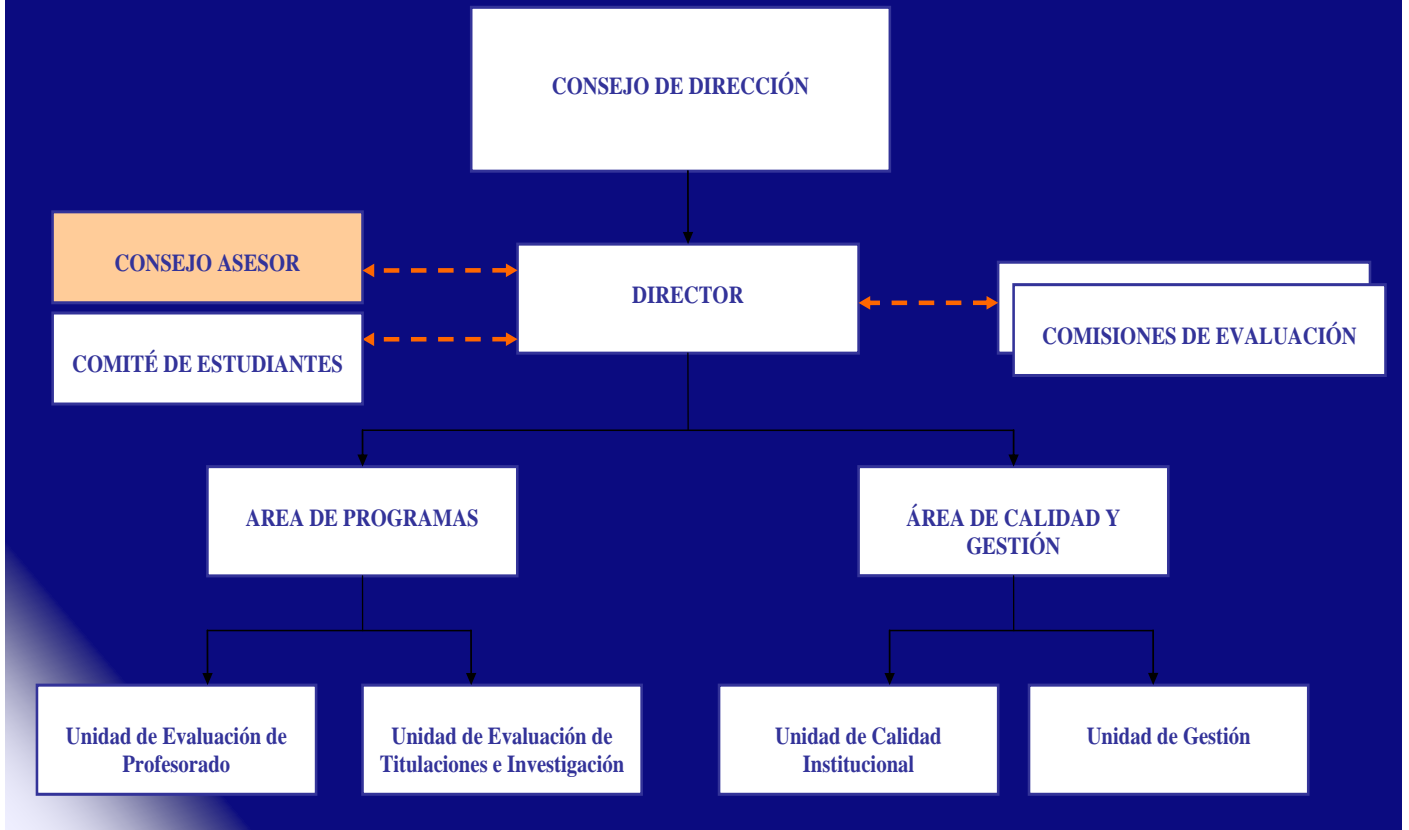 CONSEJO DE DIRECCIÓN
CONSEJO ASESOR
DIRECTOR
COMITÉ DE ESTUDIANTES
COMISIONES DE EVALUACIÓN
AREA DE PROGRAMAS
ÁREA DE CALIDAD Y
GESTIÓN
Unidad de Evaluación de
Profesorado
Unidad de Evaluación de
Titulaciones e Investigación
Unidad de Calidad
Institucional
Unidad de Gestión